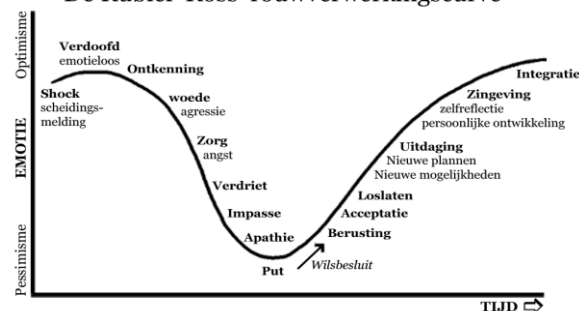 De Kübler-Ross-rouwverwerkingscurve
Optimisme
EMOTIE
Pessimisme
Shock
scheidings-
melding
Verdoofd
emotieloos
Ontkenning
woede
agressie
Zorg
angst
Verdriet
Impasse
Apathie
Put
Wilsbesluit
Berusting
Acceptatie
Loslaten
Uitdaging
Nieuwe plannen
Nieuwe mogelijkheden
Zingeving
zelfreflectie
persoonlijke ontwikkeling
Integratie
TIJD